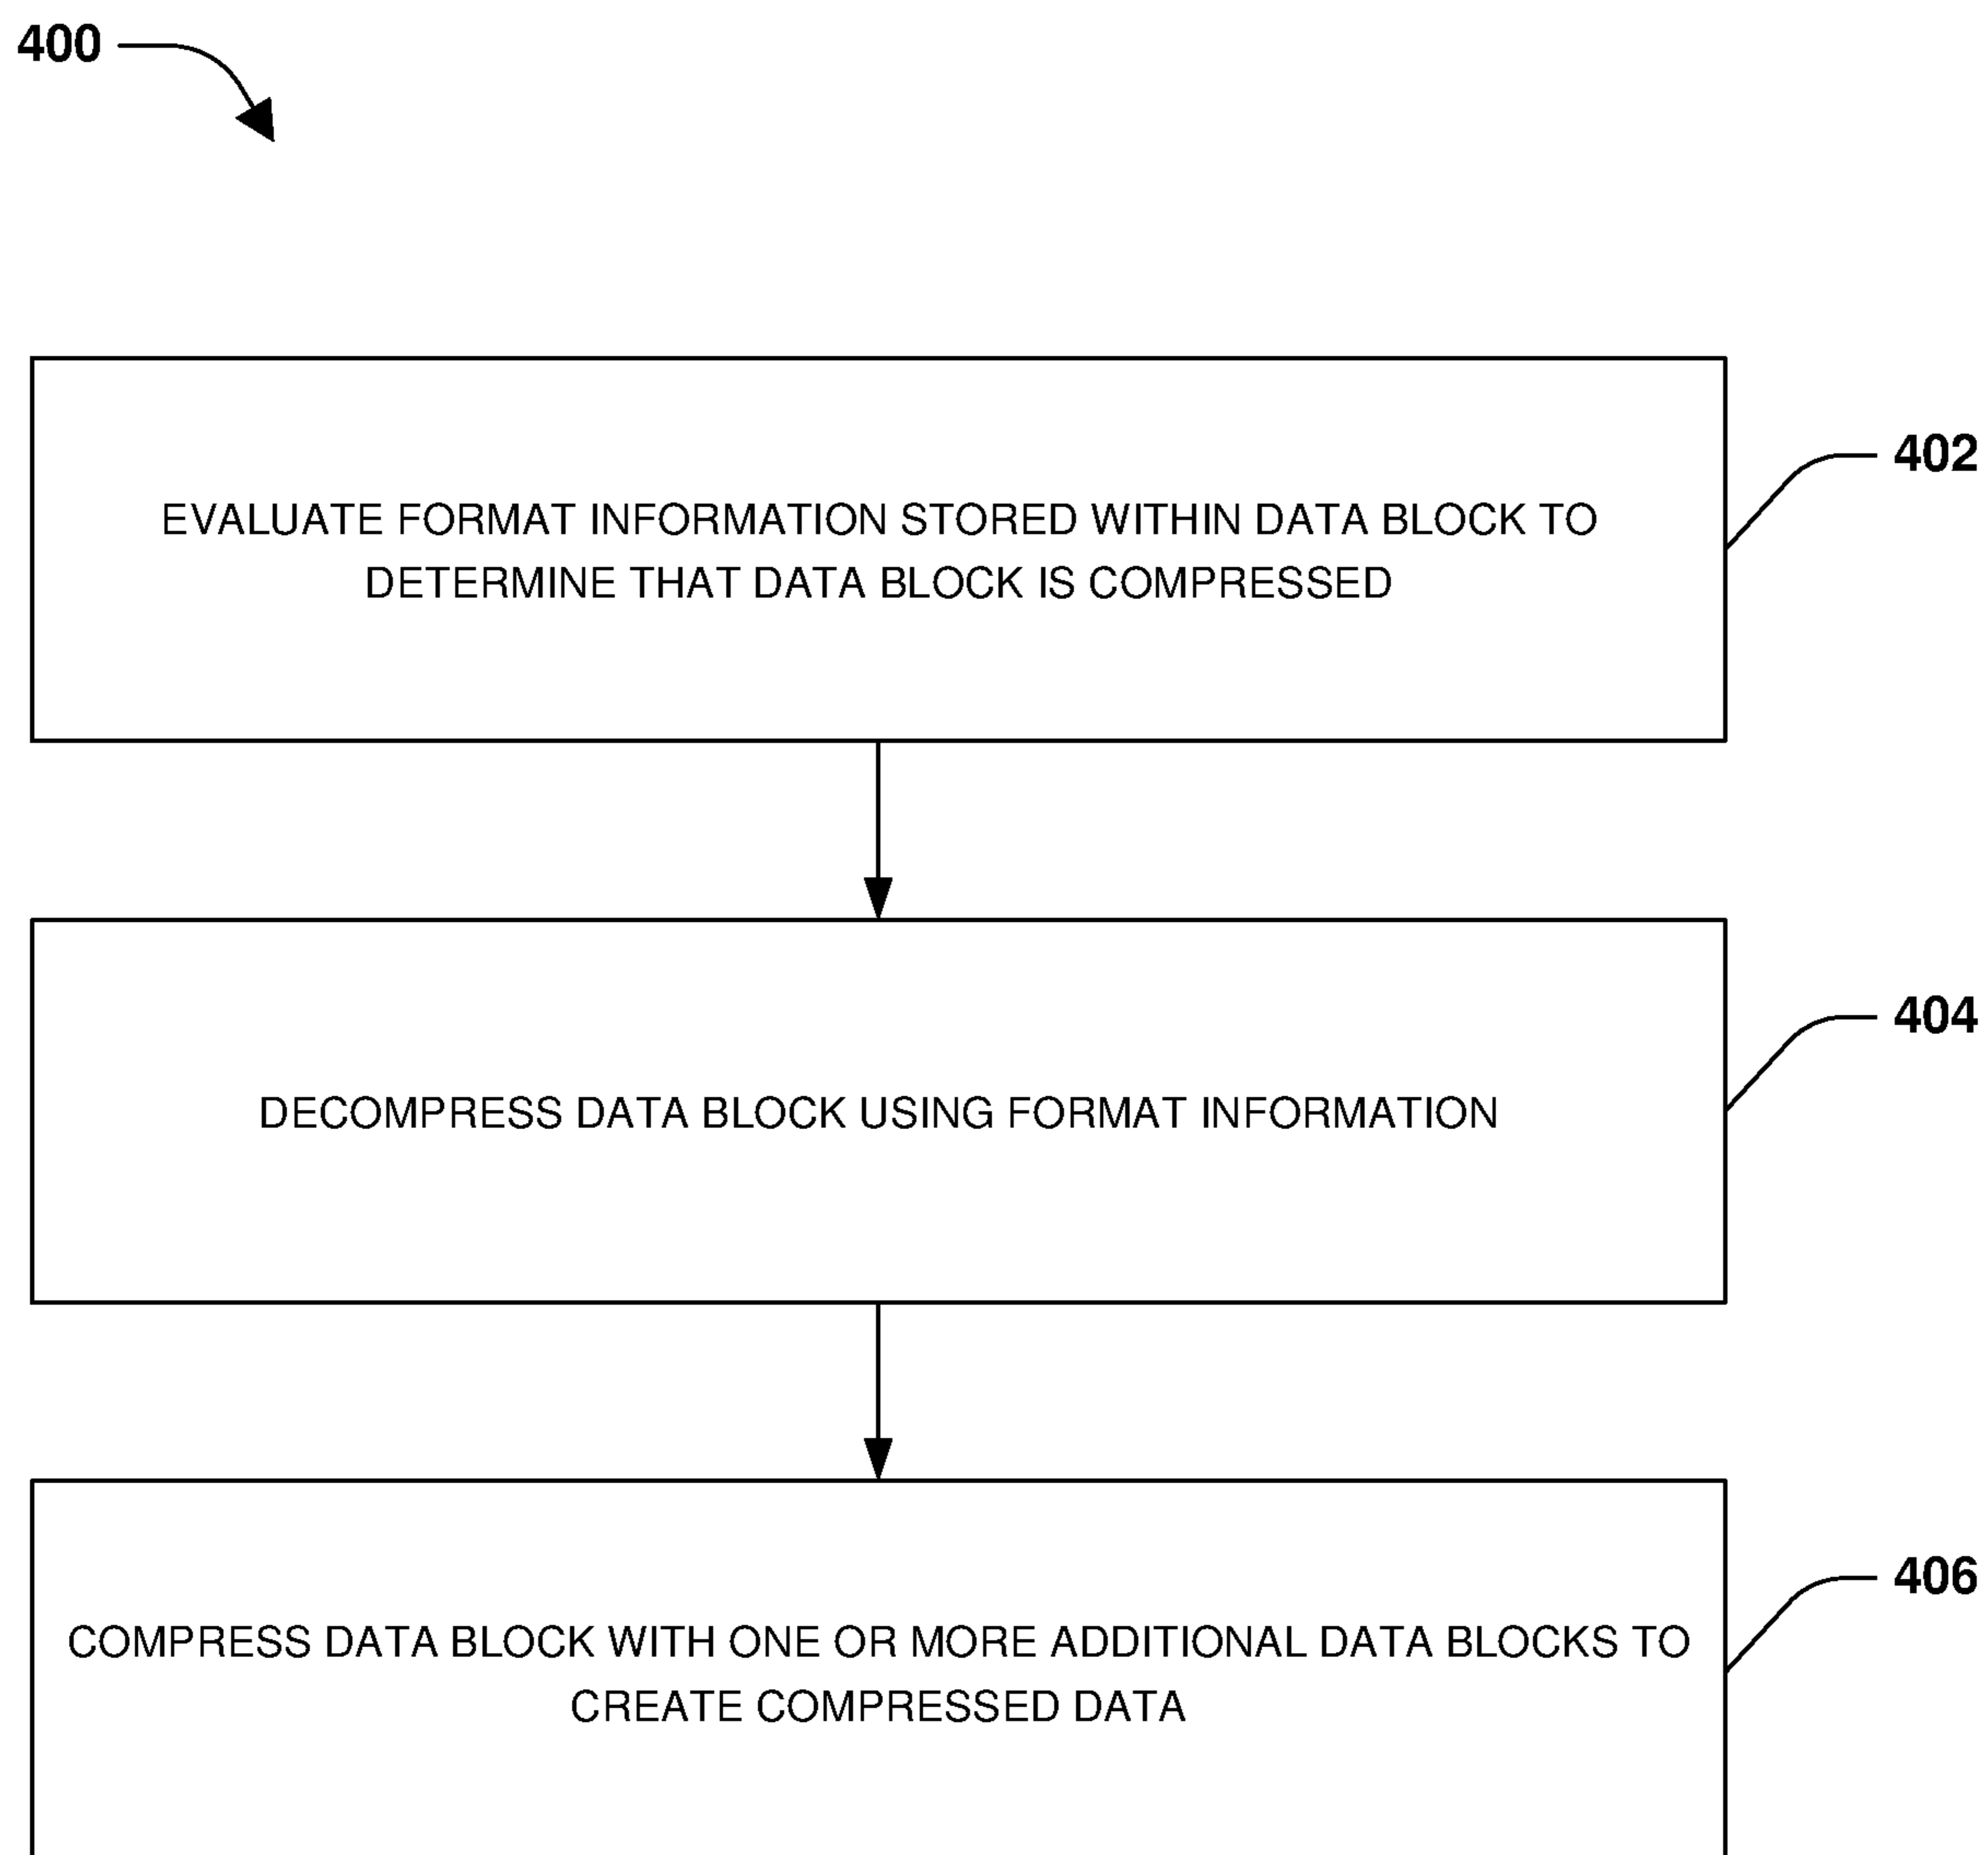 400
402
EVALUATE FORMAT INFORMATION STORED WITHIN DATA BLOCK TO
DETERMINE THAT DATA BLOCK IS COMPRESSED
404
DECOMPRESS DATA BLOCK USING FORMAT INFORMATION
406
COMPRESS DATA BLOCK WITH ONE OR MORE ADDITIONAL DATA BLOCKS TO
CREATE COMPRESSED DATA